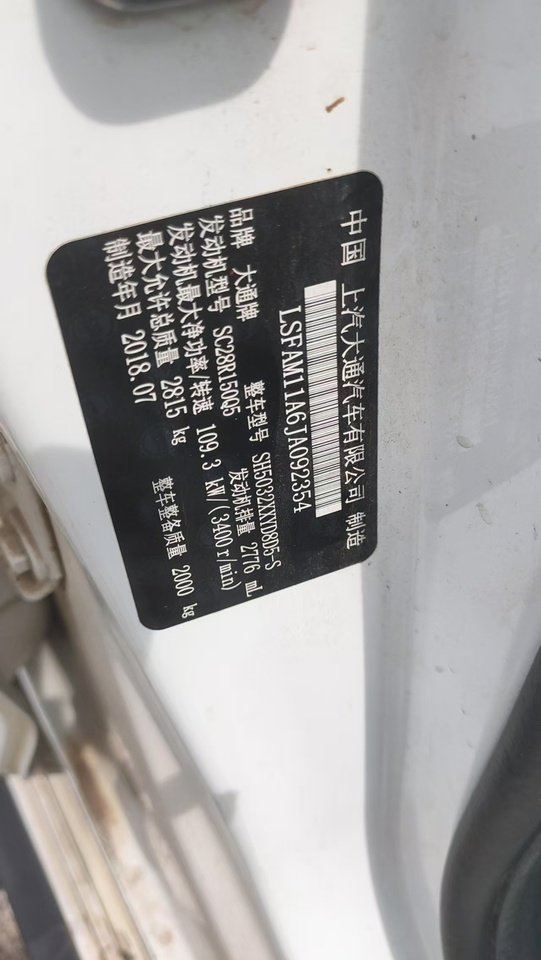 中国 上汽大通汽车有限公司 制造
LSFAM11A6JA092354
品牌 大通牌 整车型号 SH5032XXYD8D5-S
发动机型号 SC28R150Q5 发动机排量 2776 mL
发动机最大净功率/转速 109.3 kW/(3400r/min)
最大允许总质量 2815 kg 整车整备质量 2000 kg
制造年月 2018.07